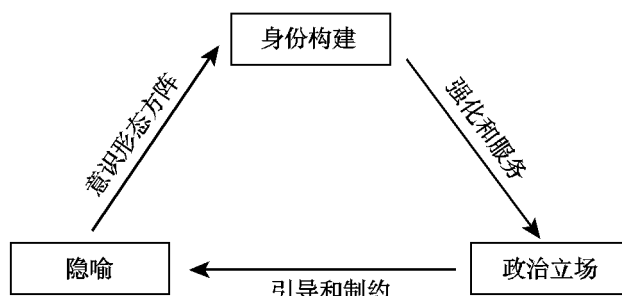 身份构建
意识形态方阵
强化和服务
隐喻
政治立场
引导和制约